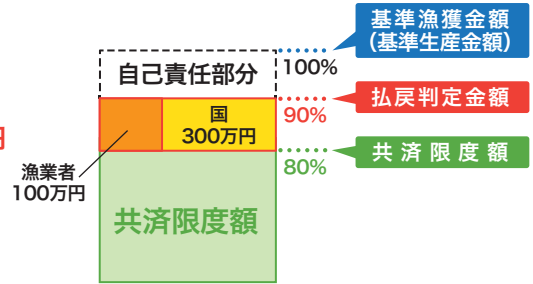 基準漁獲金額
（基準生産金額）
自己責任部分
100%
払戻判定金額
国
300万円
90%
円
漁業者
100万円
共済限度額
80%
共済限度額